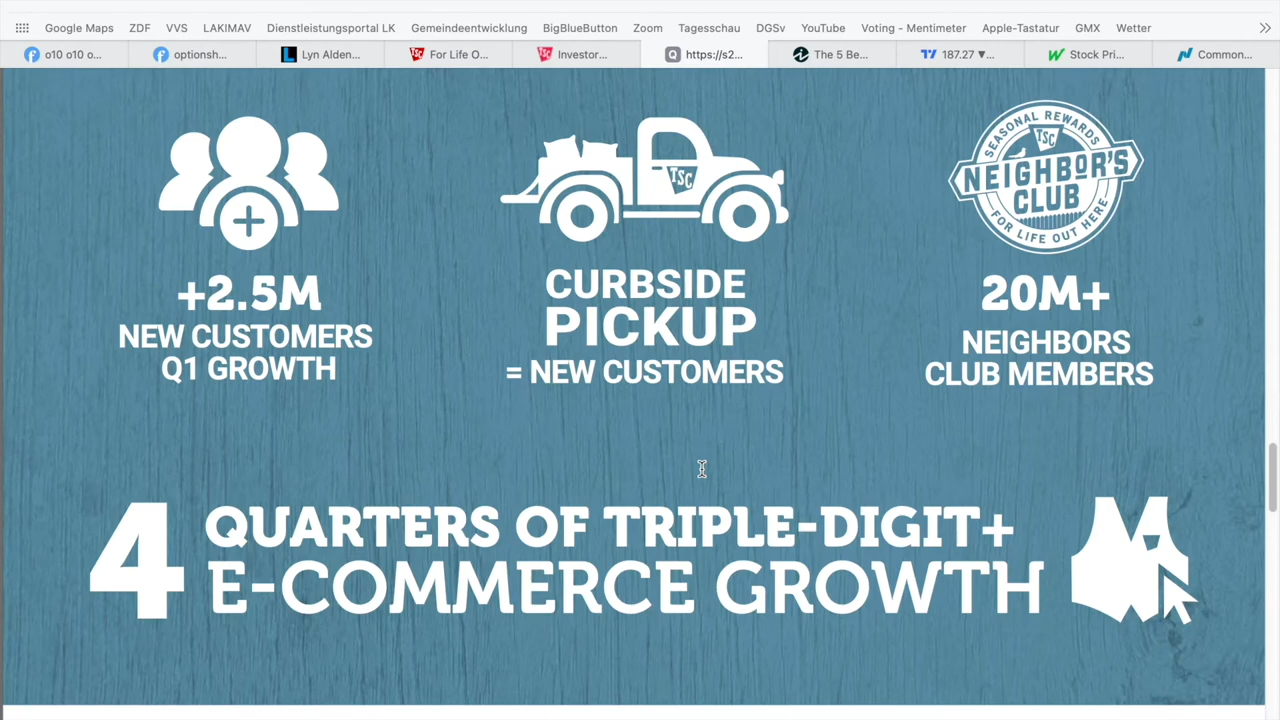 Google Maps ZDF VVS LAKIMAV Dienstleistungsportal LK Gemeindeentwicklung BigBlueButton Zoom Tagesschau DGSv YouTube Voting - Mentimeter Apple-Tastatur GMX Wetter
o10 o10 o... optionsh... Lyn Alden... For Life O... Investor... https://s2... The 5 Be... 187.27 ▼... Stock Pri... Common...
SEASONAL REWARDS
TSC
NEIGHBOR'S
CLUB
FOR LIFE OUT HERE
TSC
+2.5M
NEW CUSTOMERS
Q1 GROWTH
CURBSIDE
PICKUP
= NEW CUSTOMERS
20M+
NEIGHBORS
CLUB MEMBERS
4 QUARTERS OF TRIPLE-DIGIT+
E-COMMERCE GROWTH